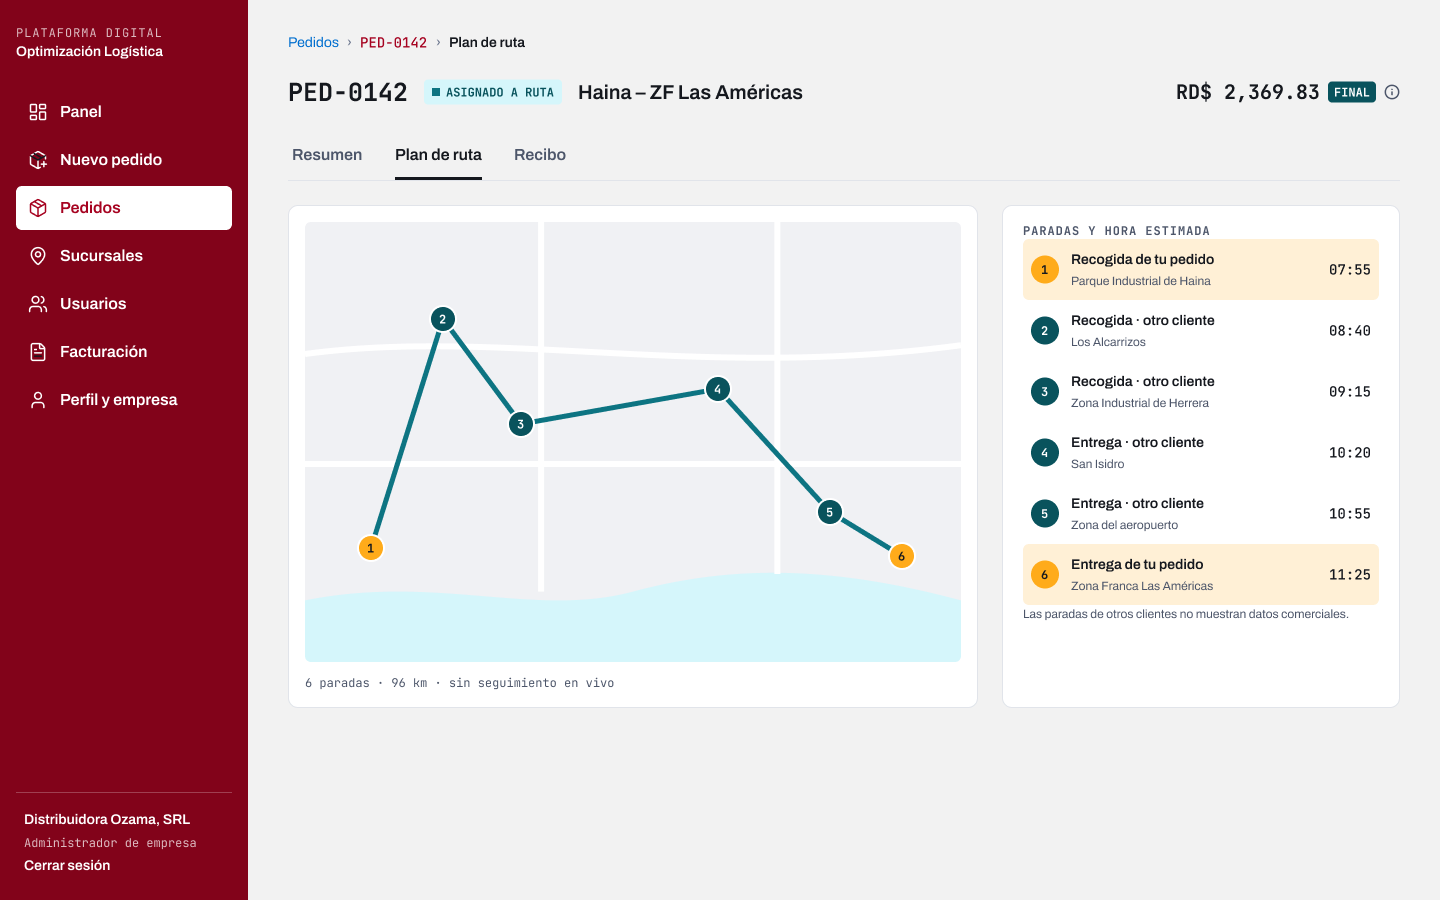 PLATAFORMA DIGITAL
Optimización Logística
Panel
Nuevo pedido
Pedidos
Sucursales
Usuarios
Facturación
Perfil y empresa
Distribuidora Ozama, SRL
Administrador de empresa
Cerrar sesión
Pedidos › PED-0142 › Plan de ruta
PED-0142 ASIGNADO A RUTA Haina – ZF Las Américas RD$ 2,369.83 FINAL
Resumen Plan de ruta Recibo
2
4
3
5
1
6
6 paradas · 96 km · sin seguimiento en vivo
PARADAS Y HORA ESTIMADA
1 Recogida de tu pedido 07:55
Parque Industrial de Haina
2 Recogida · otro cliente 08:40
Los Alcarrizos
3 Recogida · otro cliente 09:15
Zona Industrial de Herrera
4 Entrega · otro cliente 10:20
San Isidro
5 Entrega · otro cliente 10:55
Zona del aeropuerto
6 Entrega de tu pedido 11:25
Zona Franca Las Américas
Las paradas de otros clientes no muestran datos comerciales.